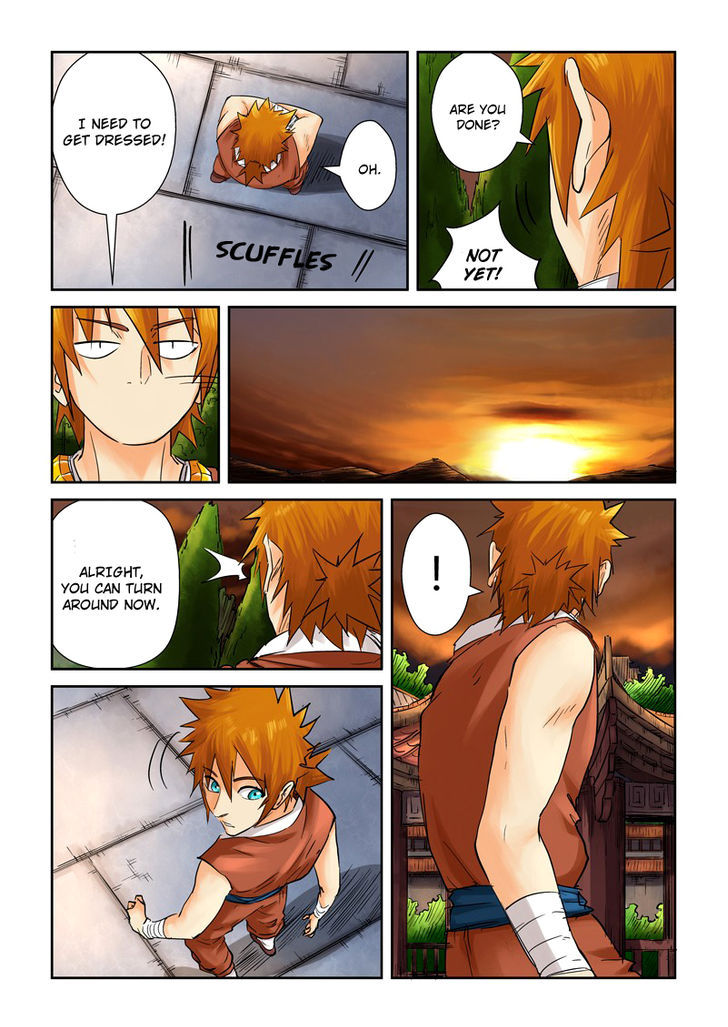 I NEED TO
GET DRESSED!
OH.
SCUFFLES
ARE YOU
DONE?
NOT
YET!
ALRIGHT,
YOU CAN TURN
AROUND NOW.
!